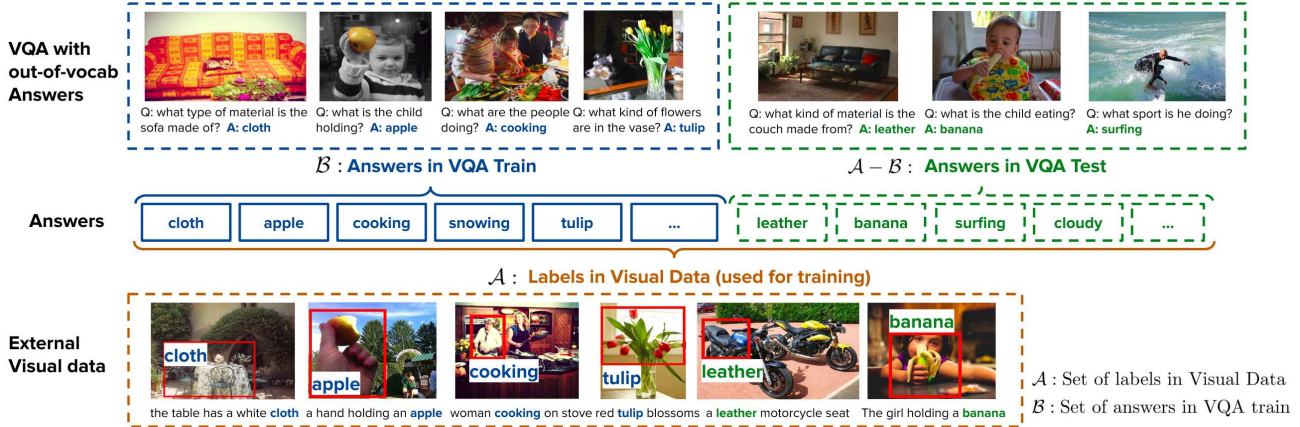 VQA with
out-of-vocab
Answers
Q: what type of material is the
sofa made of? A: cloth
Q: what is the child
holding? A: apple
Q: what are the people
doing? A: cooking
Q: what kind of flowers
are in the vase? A: tulip
Q: what kind of material is the
couch made from? A: leather
Q: what is the child eating?
A: banana
Q: what sport is he doing?
A: surfing
ℬ : Answers in VQA Train
𝒜 − ℬ : Answers in VQA Test
Answers
cloth
apple
cooking
snowing
tulip
...
leather
banana
surfing
cloudy
...
𝒜 : Labels in Visual Data (used for training)
External
Visual data
cloth
apple
cooking
tulip
leather
banana
the table has a white cloth
a hand holding an apple
woman cooking on stove
red tulip blossoms
a leather motorcycle seat
The girl holding a banana
𝒜 : Set of labels in Visual Data
ℬ : Set of answers in VQA train